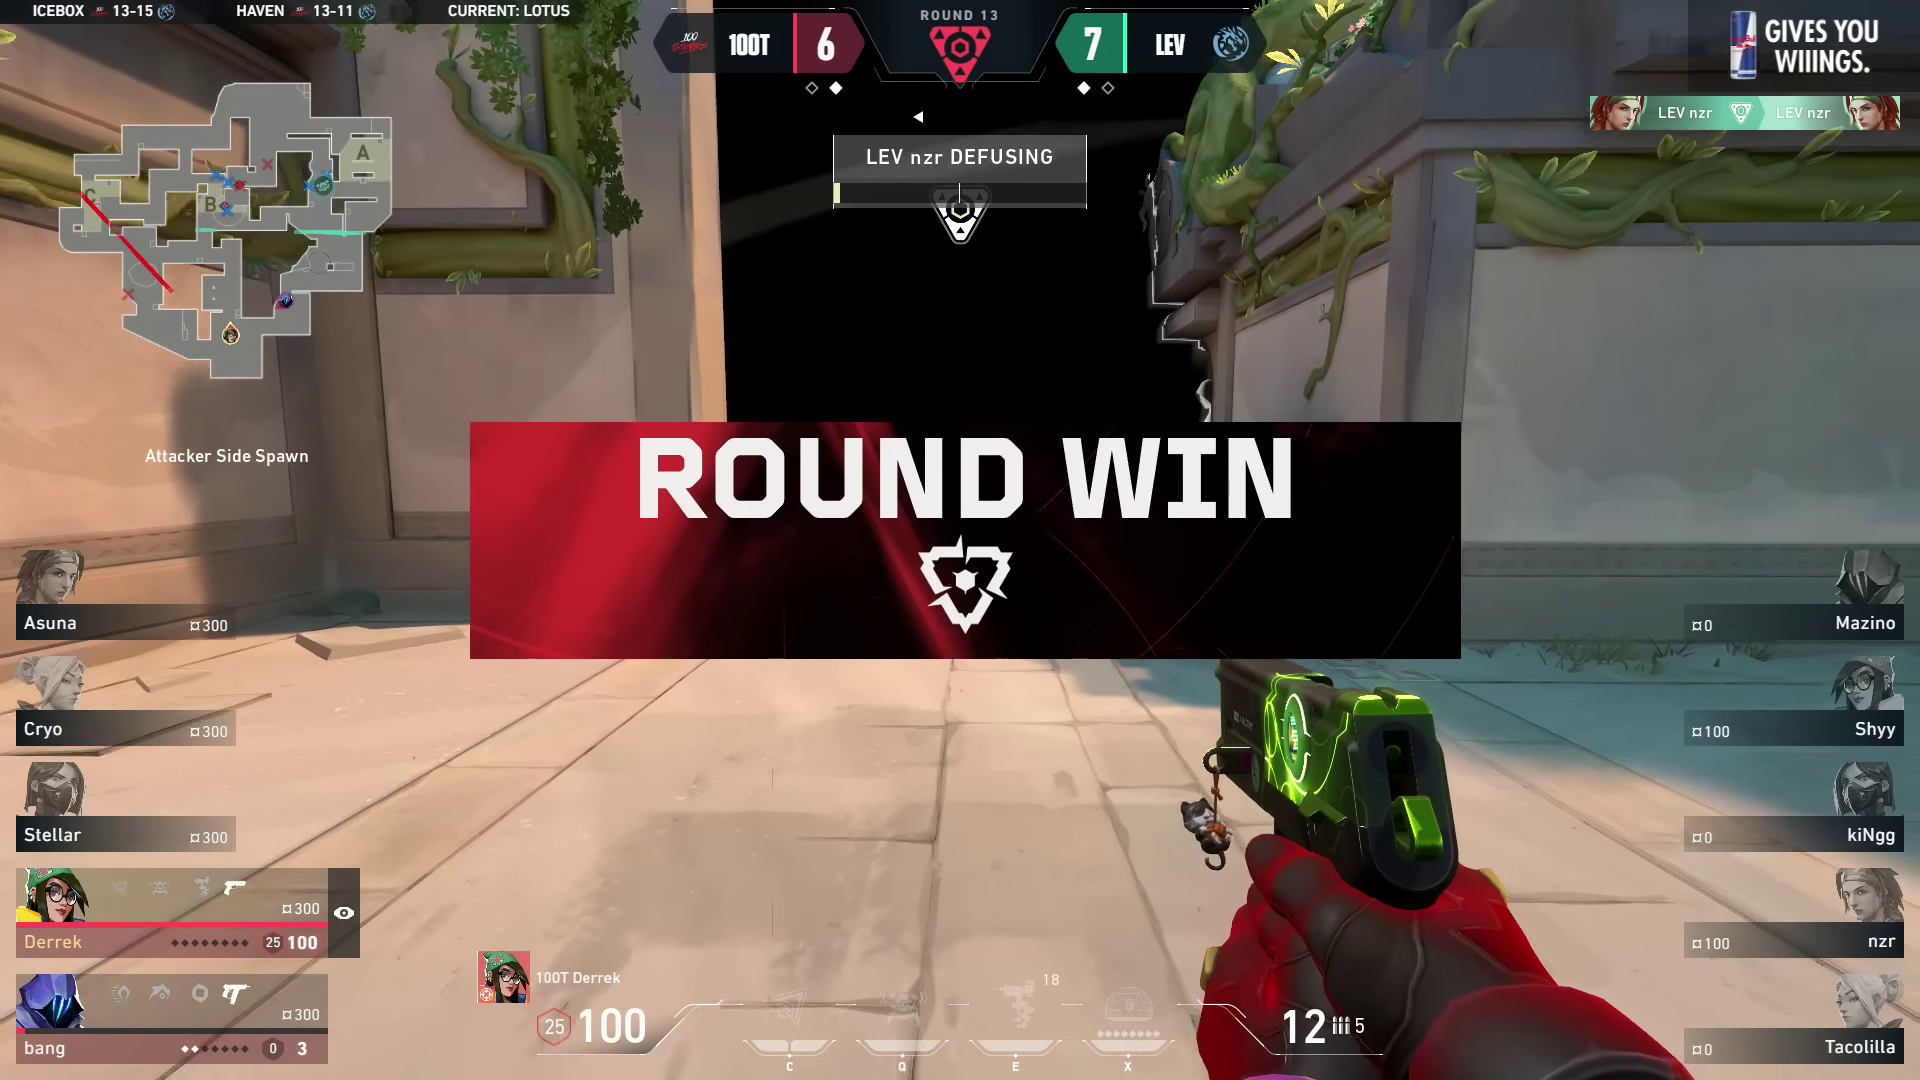 ICEBOX 13-15 HAVEN 13-11 CURRENT: LOTUS
ROUND 13
100 THIEVES 100T 6 7 LEV
GIVES YOU
WIIINGS.
LEV nzr LEV nzr
LEV nzr DEFUSING
A
B
C
Attacker Side Spawn
ROUND WIN
Asuna ¤300
Cryo ¤300
Stellar ¤300
¤300
Derrek 25 100
¤300
bang 0 3
Mazino ¤0
Shyy ¤100
kiNgg ¤0
nzr ¤100
Tacolilla ¤0
100T Derrek
25 100
18
C Q E X
12 5